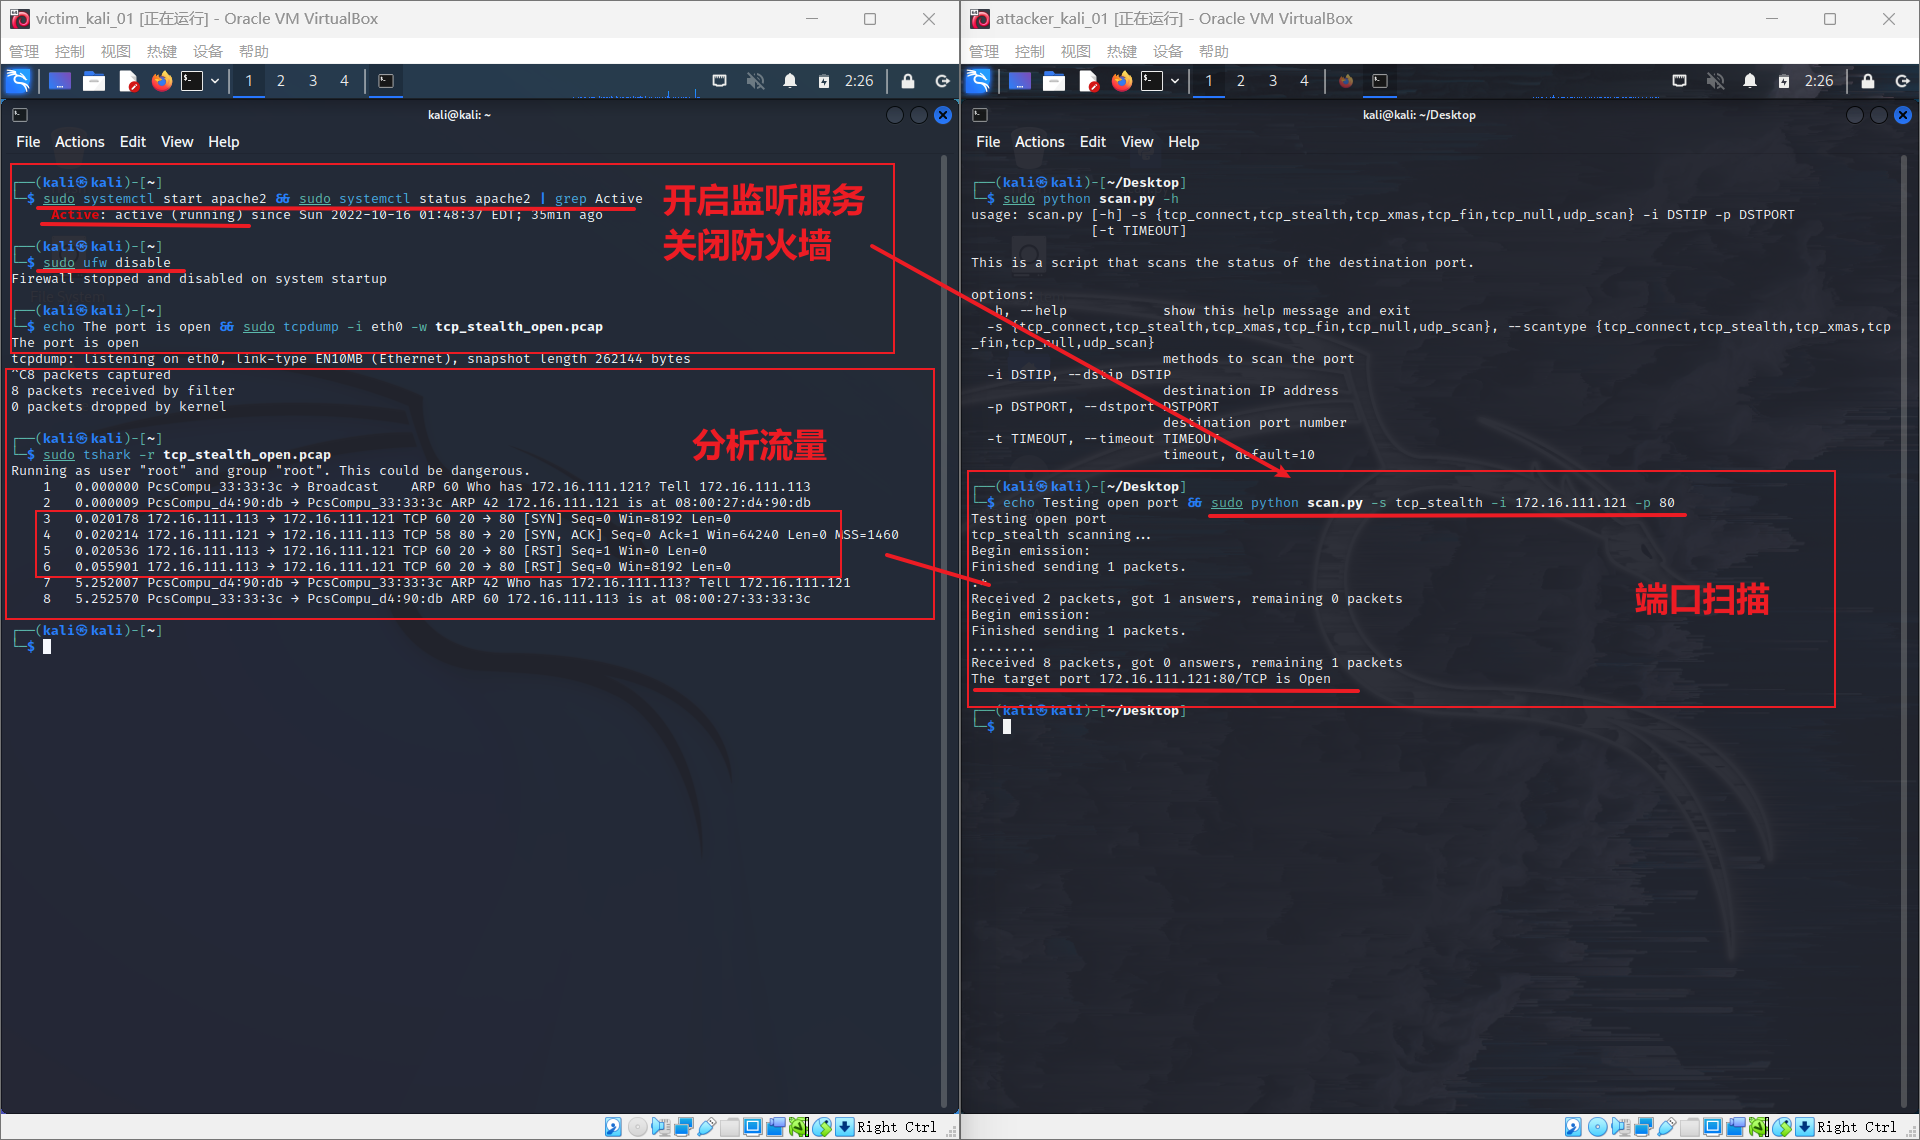 victim_kali_01 [正在运行] - Oracle VM VirtualBox
管理 控制 视图 热键 设备 帮助
1 2 3 4 2:26
kali@kali: ~
File Actions Edit View Help
┌──(kali㉿kali)-[~]
└─$ sudo systemctl start apache2 && sudo systemctl status apache2 | grep Active
Active: active (running) since Sun 2022-10-16 01:48:37 EDT; 35min ago
┌──(kali㉿kali)-[~]
└─$ sudo ufw disable
Firewall stopped and disabled on system startup
┌──(kali㉿kali)-[~]
└─$ echo The port is open && sudo tcpdump -i eth0 -w tcp_stealth_open.pcap
The port is open
tcpdump: listening on eth0, link-type EN10MB (Ethernet), snapshot length 262144 bytes
^C8 packets captured
8 packets received by filter
0 packets dropped by kernel
┌──(kali㉿kali)-[~]
└─$ sudo tshark -r tcp_stealth_open.pcap
Running as user "root" and group "root". This could be dangerous.
1 0.000000 PcsCompu_33:33:3c → Broadcast ARP 60 Who has 172.16.111.121? Tell 172.16.111.113
2 0.000009 PcsCompu_d4:90:db → PcsCompu_33:33:3c ARP 42 172.16.111.121 is at 08:00:27:d4:90:db
3 0.020178 172.16.111.113 → 172.16.111.121 TCP 60 20 → 80 [SYN] Seq=0 Win=8192 Len=0
4 0.020214 172.16.111.121 → 172.16.111.113 TCP 58 80 → 20 [SYN, ACK] Seq=0 Ack=1 Win=64240 Len=0 MSS=1460
5 0.020536 172.16.111.113 → 172.16.111.121 TCP 60 20 → 80 [RST] Seq=1 Win=0 Len=0
6 0.055901 172.16.111.113 → 172.16.111.121 TCP 60 20 → 80 [RST] Seq=0 Win=8192 Len=0
7 5.252007 PcsCompu_d4:90:db → PcsCompu_33:33:3c ARP 42 Who has 172.16.111.113? Tell 172.16.111.121
8 5.252570 PcsCompu_33:33:3c → PcsCompu_d4:90:db ARP 60 172.16.111.113 is at 08:00:27:33:33:3c
┌──(kali㉿kali)-[~]
└─$
开启监听服务
关闭防火墙
分析流量
Right Ctrl
attacker_kali_01 [正在运行] - Oracle VM VirtualBox
管理 控制 视图 热键 设备 帮助
1 2 3 4 2:26
kali@kali: ~/Desktop
File Actions Edit View Help
┌──(kali㉿kali)-[~/Desktop]
└─$ sudo python scan.py -h
usage: scan.py [-h] -s {tcp_connect,tcp_stealth,tcp_xmas,tcp_fin,tcp_null,udp_scan} -i DSTIP -p DSTPORT
[-t TIMEOUT]
This is a script that scans the status of the destination port.
options:
-h, --help show this help message and exit
-s {tcp_connect,tcp_stealth,tcp_xmas,tcp_fin,tcp_null,udp_scan}, --scantype {tcp_connect,tcp_stealth,tcp_xmas,tcp
_fin,tcp_null,udp_scan}
methods to scan the port
-i DSTIP, --dstip DSTIP
destination IP address
-p DSTPORT, --dstport DSTPORT
destination port number
-t TIMEOUT, --timeout TIMEOUT
timeout, default=10
┌──(kali㉿kali)-[~/Desktop]
└─$ echo Testing open port && sudo python scan.py -s tcp_stealth -i 172.16.111.121 -p 80
Testing open port
tcp_stealth scanning...
Begin emission:
Finished sending 1 packets.
.*
Received 2 packets, got 1 answers, remaining 0 packets
Begin emission:
Finished sending 1 packets.
........
Received 8 packets, got 0 answers, remaining 1 packets
The target port 172.16.111.121:80/TCP is Open
┌──(kali㉿kali)-[~/Desktop]
└─$
端口扫描
Right Ctrl